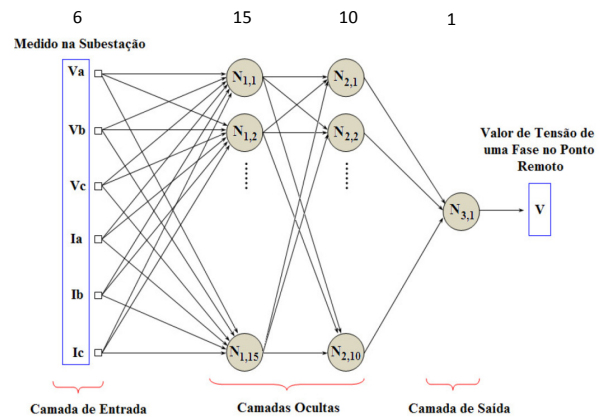 6 15 10 1
Medido na Subestação
Va
Vb
Vc
Ia
Ib
Ic
N1,1
N1,2
......
N1,15
N2,1
N2,2
......
N2,10
N3,1
Valor de Tensão de
uma Fase no Ponto
Remoto
V
Camada de Entrada
Camadas Ocultas
Camada de Saída